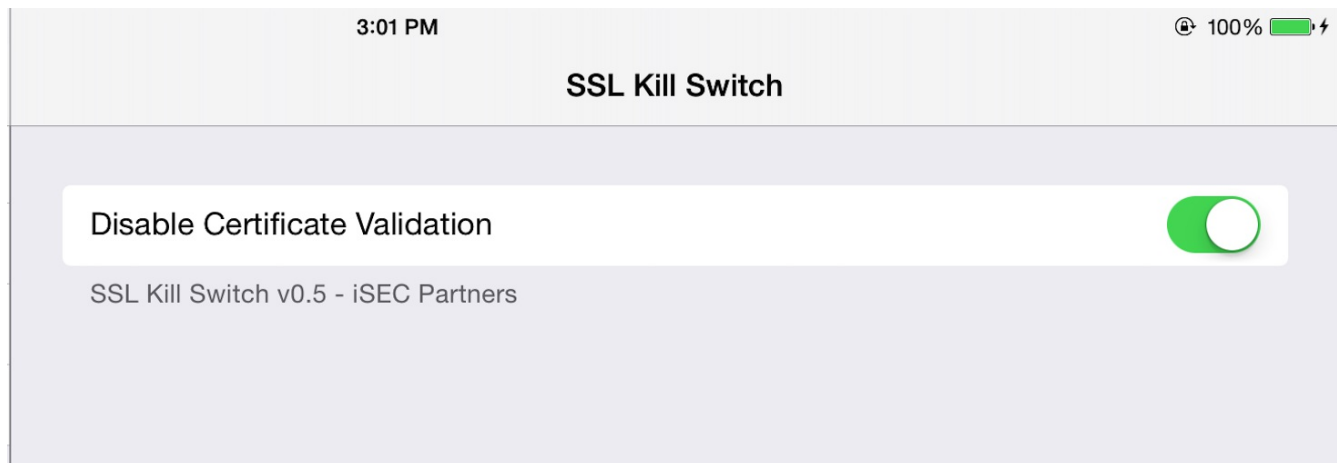 3:01 PM 100%
SSL Kill Switch
Disable Certificate Validation
SSL Kill Switch v0.5 - iSEC Partners